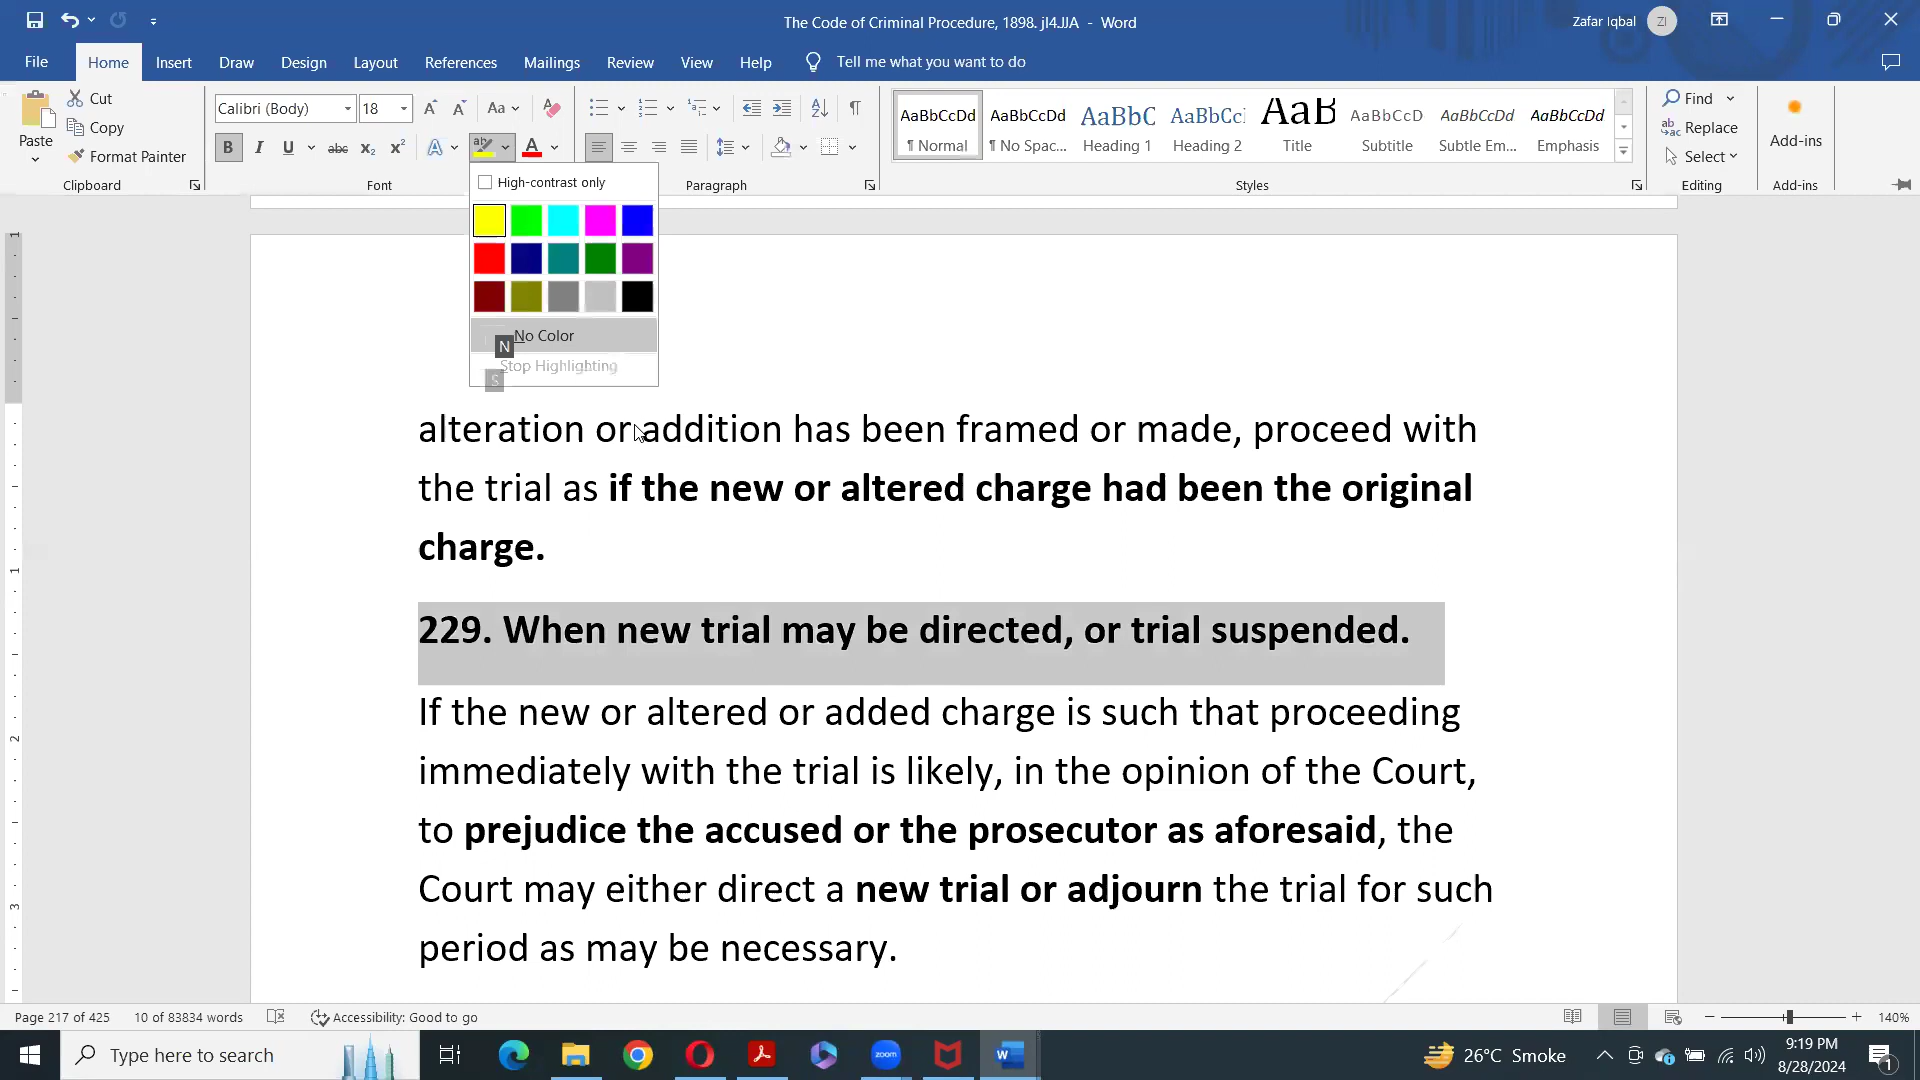 The Code of Criminal Procedure, 1898. jl4.JJA - Word
Zafar Iqbal ZI
File Home Insert Draw Design Layout References Mailings Review View Help Tell me what you want to do
Paste
Cut
Copy
Format Painter
Clipboard
Calibri (Body) 18
Font
Paragraph
AaBbCcDd AaBbCcDd AaBbC AaBbCc AaB AaBbCcD AaBbCcDd AaBbCcDd
¶ Normal ¶ No Spac... Heading 1 Heading 2 Title Subtitle Subtle Em... Emphasis
Styles
Find
Replace
Select
Editing
Add-ins
Add-ins
High-contrast only
No Color
N
Stop Highlighting
S
alteration or addition has been framed or made, proceed with
the trial as if the new or altered charge had been the original
charge.
229. When new trial may be directed, or trial suspended.
If the new or altered or added charge is such that proceeding
immediately with the trial is likely, in the opinion of the Court,
to prejudice the accused or the prosecutor as aforesaid, the
Court may either direct a new trial or adjourn the trial for such
period as may be necessary.
Page 217 of 425 10 of 83834 words Accessibility: Good to go 140%
Type here to search
zoom
26°C Smoke
9:19 PM
8/28/2024
1